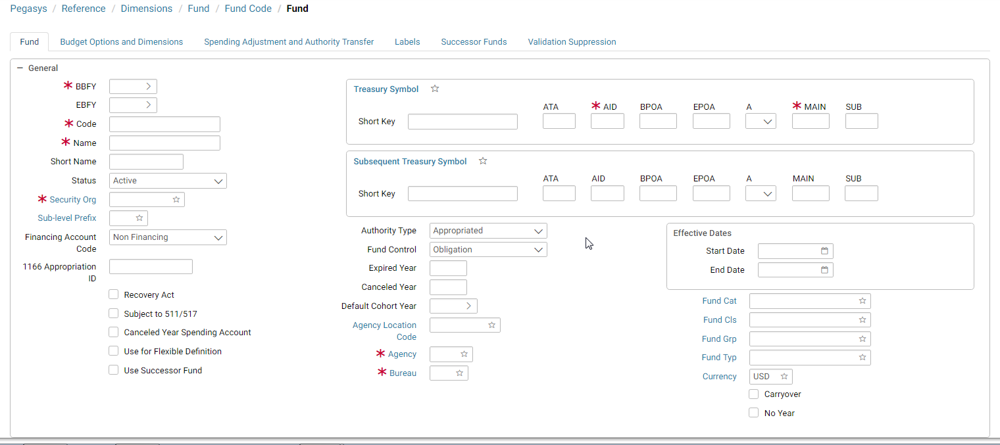 Pegasys / Reference / Dimensions / Fund / Fund Code / Fund
Fund Budget Options and Dimensions Spending Adjustment and Authority Transfer Labels Successor Funds Validation Suppression
General
* BBFY
EBFY
* Code
* Name
Short Name
Status Active
* Security Org
Sub-level Prefix
Financing Account
Code
Non Financing
1166 Appropriation
ID
Recovery Act
Subject to 511/517
Canceled Year Spending Account
Use for Flexible Definition
Use Successor Fund
Treasury Symbol
ATA * AID BPOA EPOA A * MAIN SUB
Short Key
Subsequent Treasury Symbol
ATA AID BPOA EPOA A MAIN SUB
Short Key
Authority Type Appropriated
Fund Control Obligation
Expired Year
Canceled Year
Default Cohort Year
Agency Location
Code
* Agency
* Bureau
Effective Dates
Start Date
End Date
Fund Cat
Fund Cls
Fund Grp
Fund Typ
Currency USD
Carryover
No Year